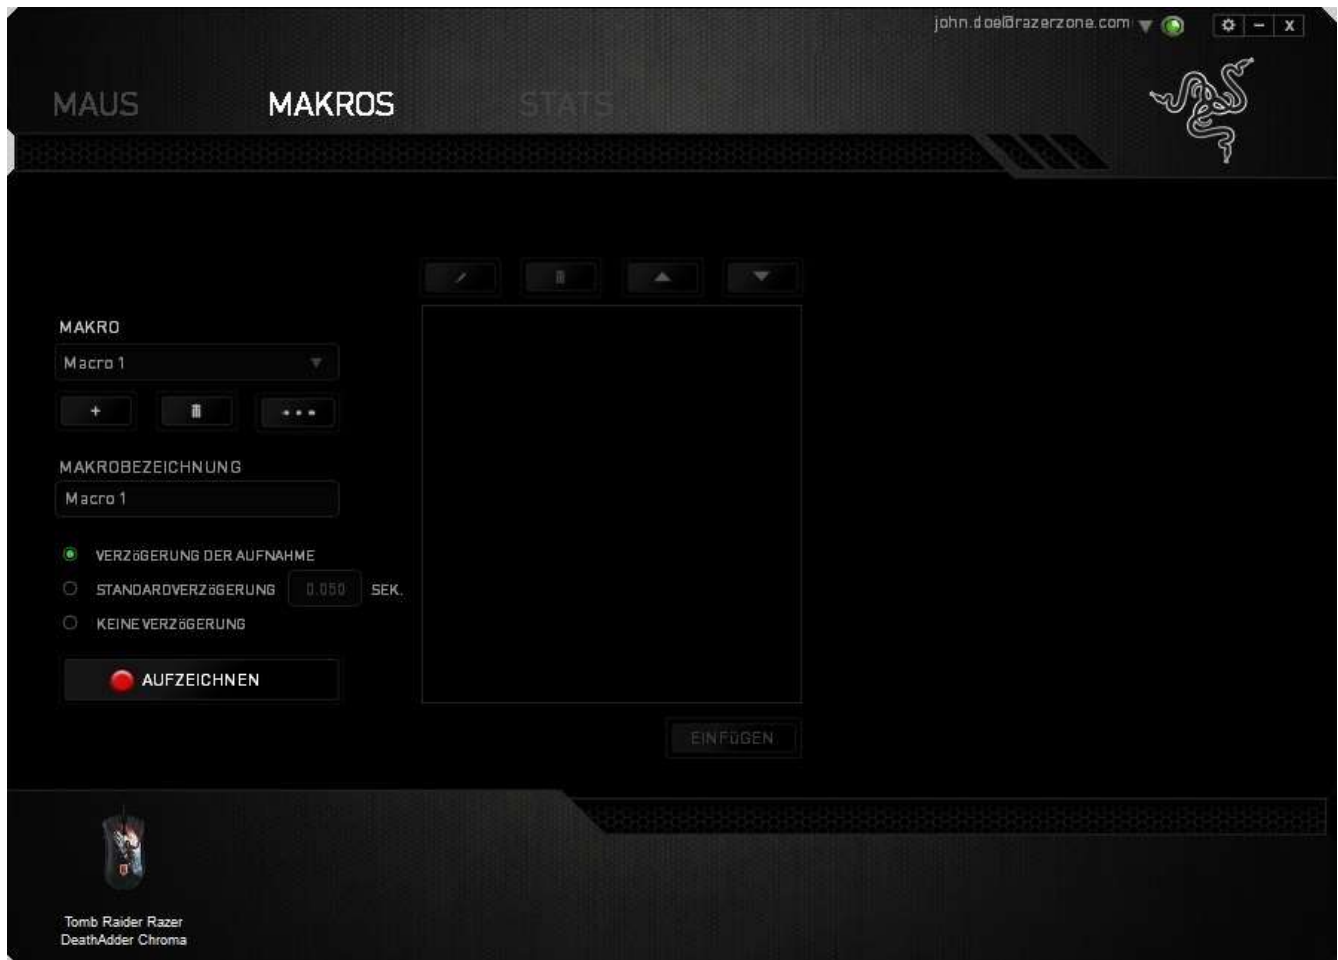 john.doe@razerzone.com
X
MAUS MAKROS STATS
MAKRO
Macro 1
MAKROBEZEICHNUNG
Macro 1
VERZöGERUNG DER AUFNAHME
STANDARDVERZöGERUNG 0.050 SEK.
KEINE VERZöGERUNG
AUFZEICHNEN
EINFüGEN
Tomb Raider Razer
DeathAdder Chroma